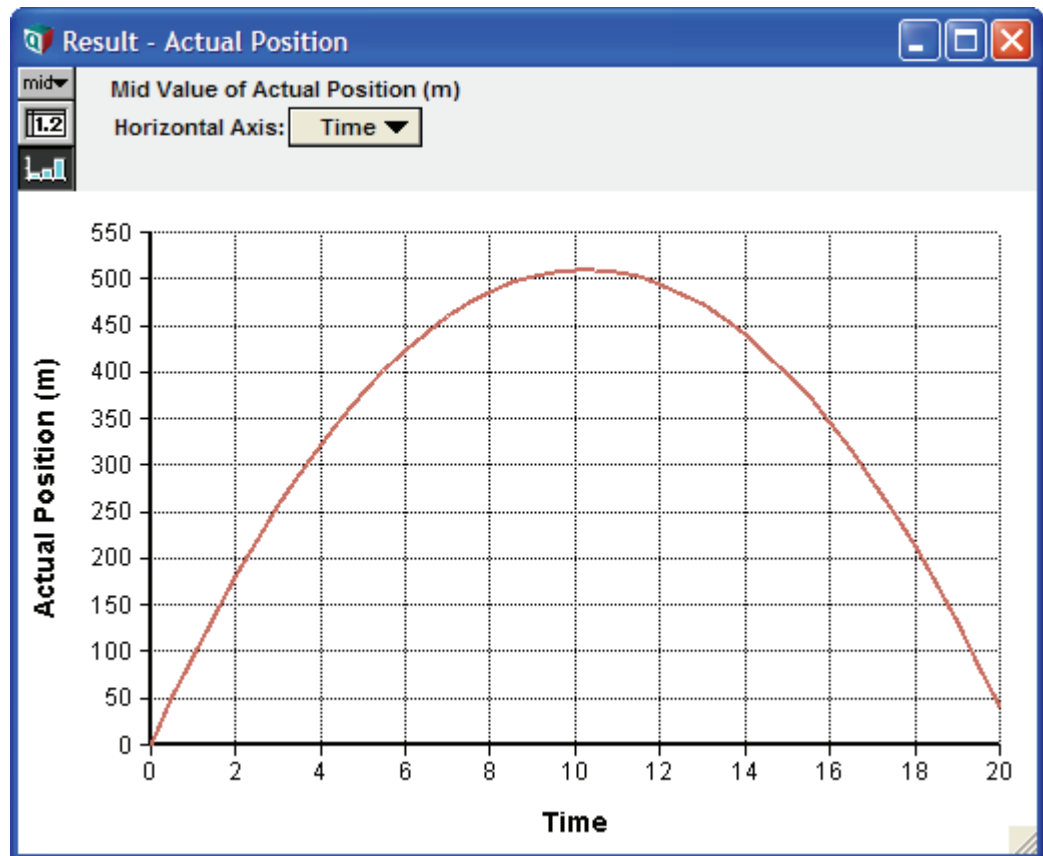 Result - Actual Position
mid
Mid Value of Actual Position (m)
1.2
Horizontal Axis: Time
550
500
450
400
350
300
250
200
150
100
50
0
Actual Position (m)
0 2 4 6 8 10 12 14 16 18 20
Time